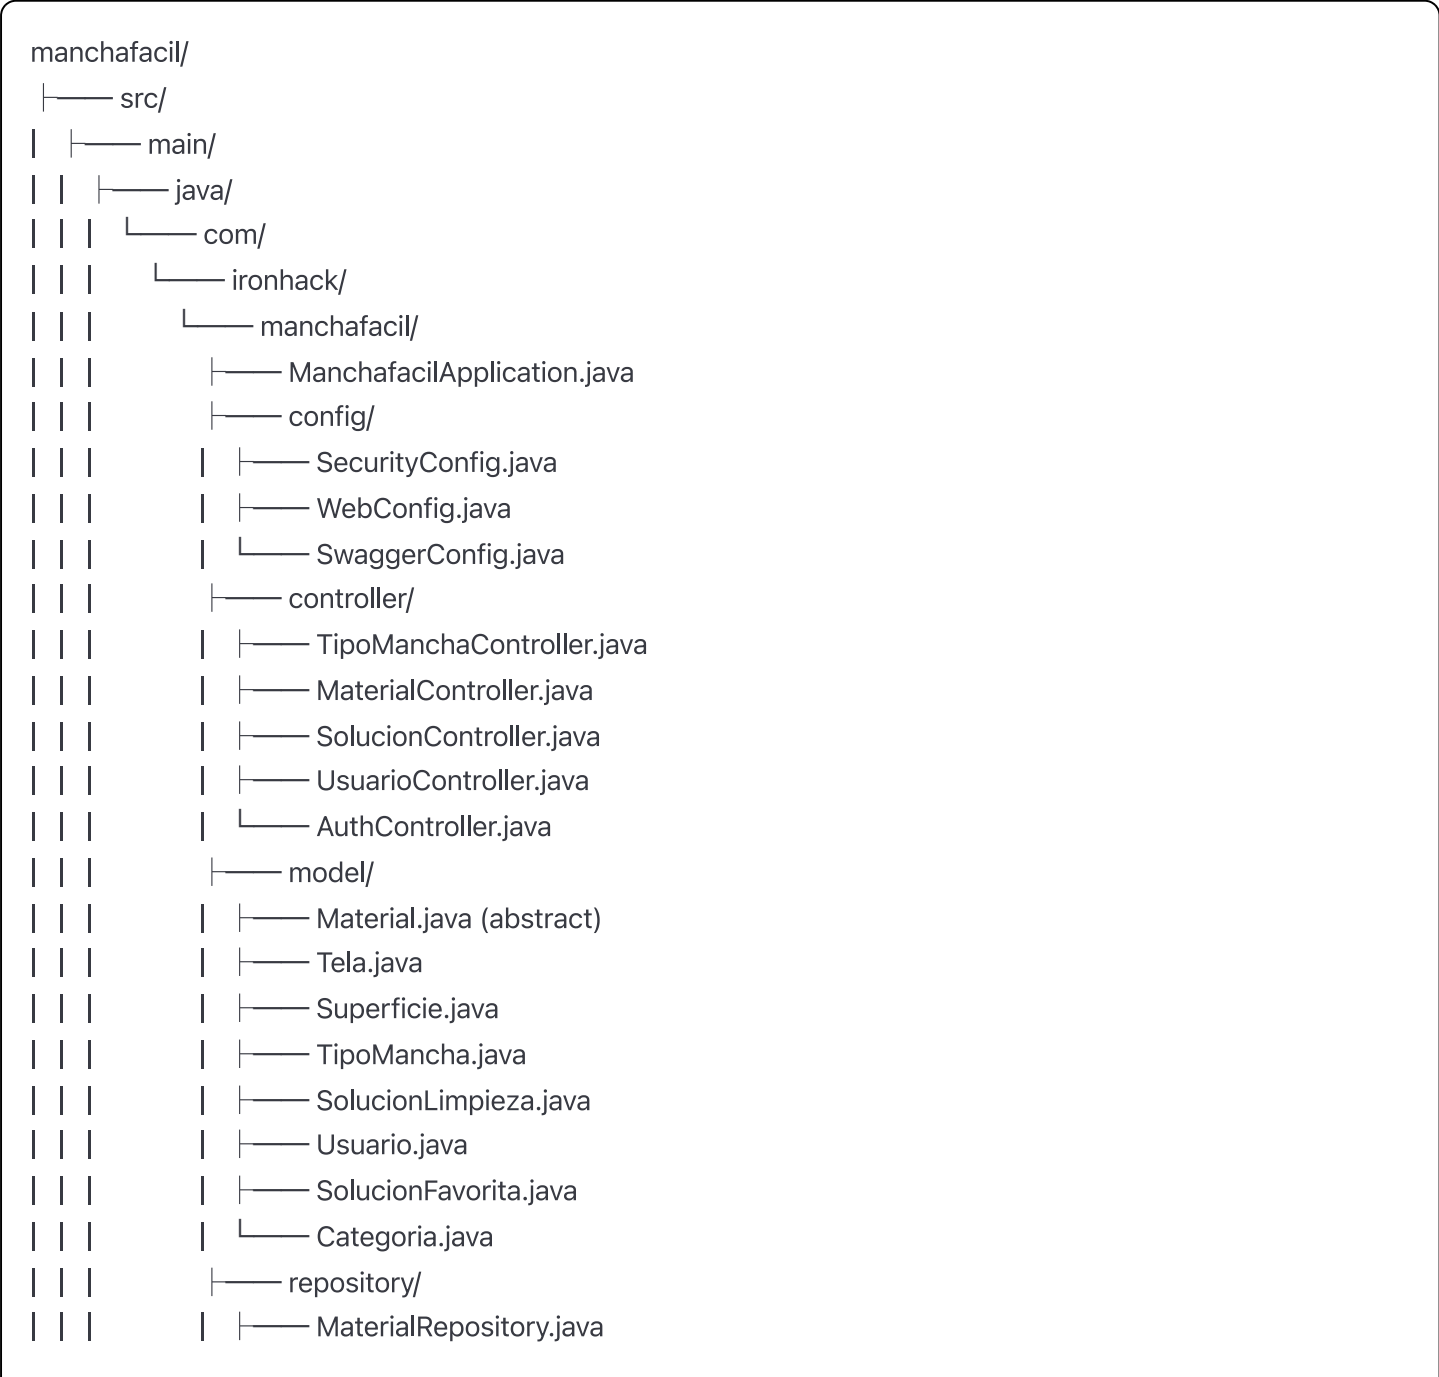 manchafacil/
├── src/
│ ├── main/
│ │ ├── java/
│ │ │ └── com/
│ │ │ └── ironhack/
│ │ │ └── manchafacil/
│ │ │ ├── ManchafacilApplication.java
│ │ │ ├── config/
│ │ │ │ ├── SecurityConfig.java
│ │ │ │ ├── WebConfig.java
│ │ │ │ └── SwaggerConfig.java
│ │ │ ├── controller/
│ │ │ │ ├── TipoManchaController.java
│ │ │ │ ├── MaterialController.java
│ │ │ │ ├── SolucionController.java
│ │ │ │ ├── UsuarioController.java
│ │ │ │ └── AuthController.java
│ │ │ ├── model/
│ │ │ │ ├── Material.java (abstract)
│ │ │ │ ├── Tela.java
│ │ │ │ ├── Superficie.java
│ │ │ │ ├── TipoMancha.java
│ │ │ │ ├── SolucionLimpieza.java
│ │ │ │ ├── Usuario.java
│ │ │ │ ├── SolucionFavorita.java
│ │ │ │ └── Categoria.java
│ │ │ ├── repository/
│ │ │ │ ├── MaterialRepository.java